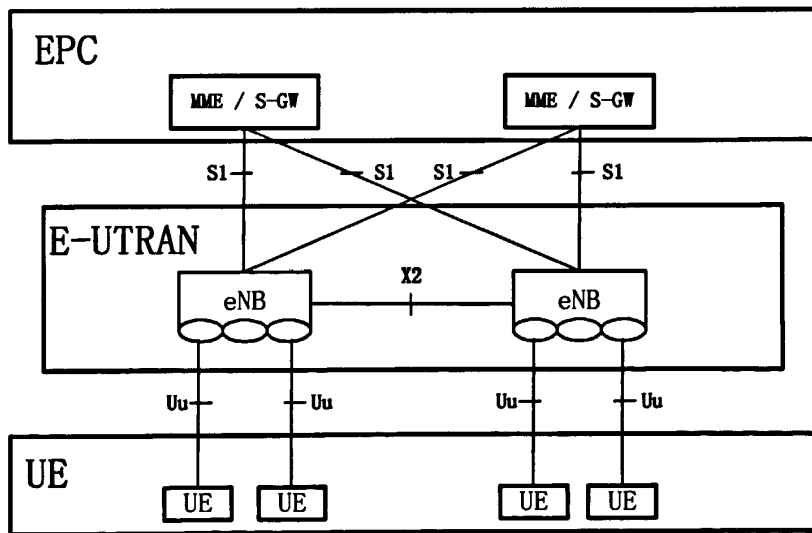 EPC
MME / S-GW
MME / S-GW
S1
S1
S1
S1
E-UTRAN
X2
eNB
eNB
Uu
Uu
Uu
Uu
UE
UE
UE
UE
UE